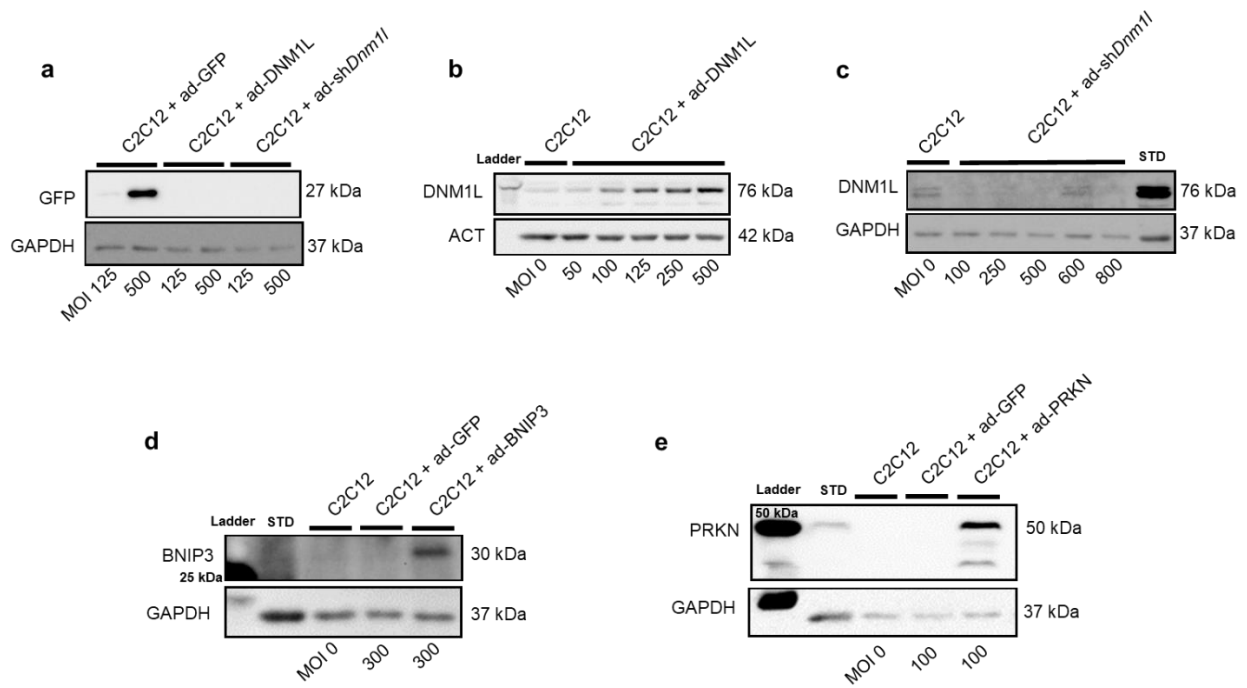 a
C2C12 + ad-GFP
C2C12 + ad-DNM1L
C2C12 + ad-shDnm1l
GFP
27 kDa
GAPDH
37 kDa
MOI 125 500 125 500 125 500
b
C2C12
C2C12 + ad-DNM1L
Ladder
DNM1L
76 kDa
ACT
42 kDa
MOI 0 50 100 125 250 500
c
C2C12
C2C12 + ad-shDnm1l
STD
DNM1L
76 kDa
GAPDH
37 kDa
MOI 0 100 250 500 600 800
d
C2C12
C2C12 + ad-GFP
C2C12 + ad-BNIP3
Ladder STD
BNIP3
30 kDa
25 kDa
GAPDH
37 kDa
MOI 0 300 300
e
C2C12
C2C12 + ad-GFP
C2C12 + ad-PRKN
Ladder STD
50 kDa
PRKN
50 kDa
GAPDH
37 kDa
MOI 0 100 100